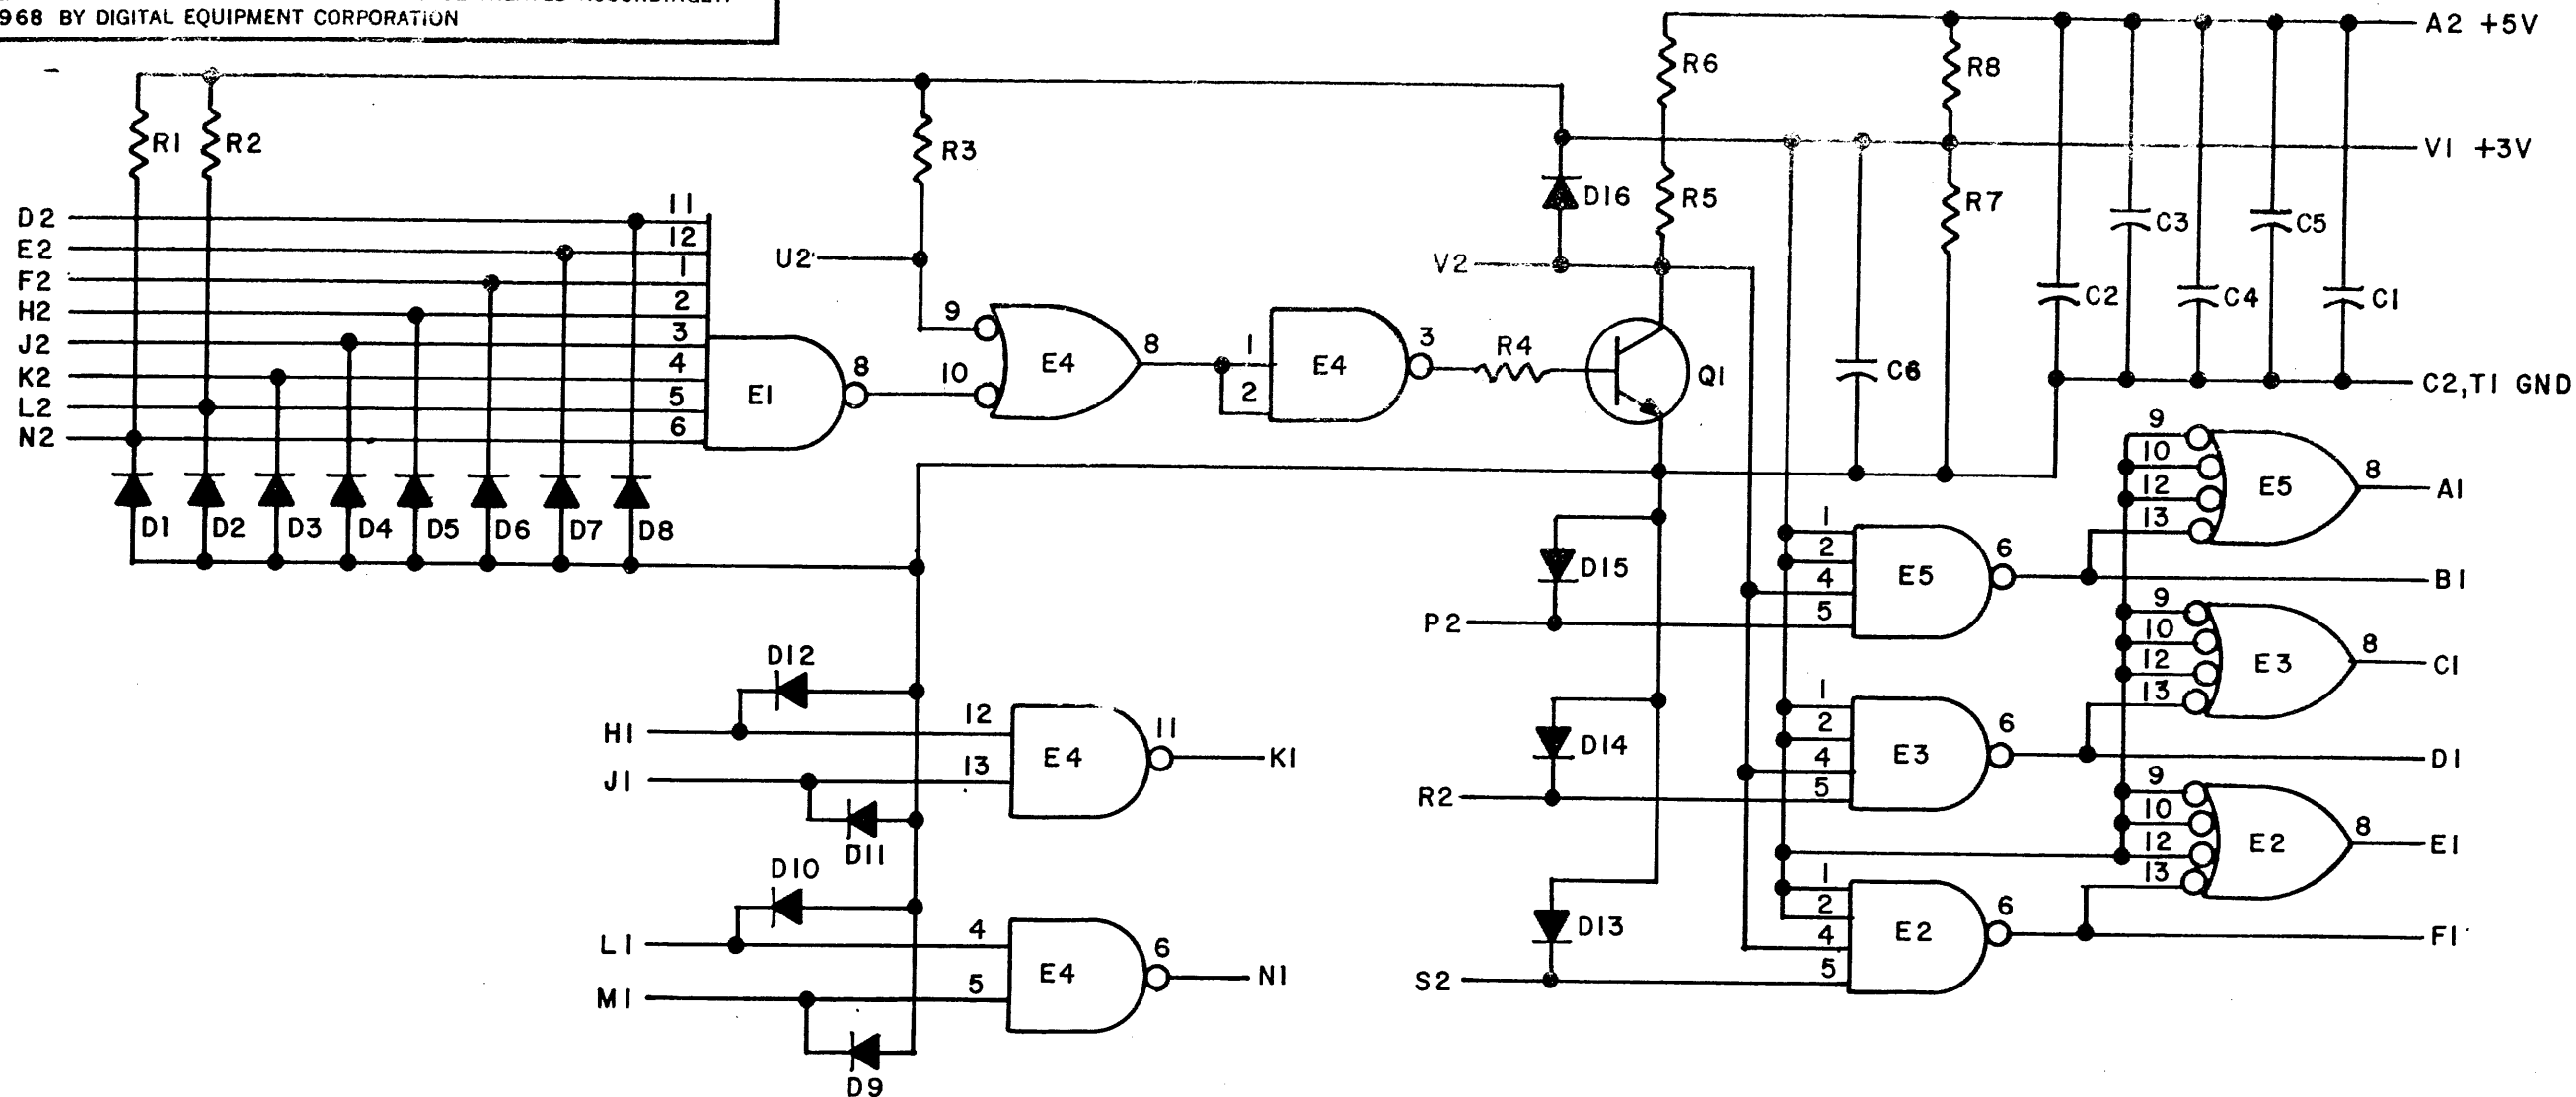 968 BY DIGITAL EQUIPMENT CORPORATION
A2 +5V
R6
R8
R1
R2
R3
V1 +3V
D16
R5
R7
C3
C5
11
D2
12
E2
U2
V2
1
F2
2
H2
C2
C4
C1
3
J2
9
E4
8
1
E4
3
R4
Q1
C6
4
K2
8
10
2
C2,T1 GND
5
L2
E1
6
N2
9
10
12
13
E5
8
A1
D1
D2
D3
D4
D5
D6
D7
D8
D15
1
2
4
5
E5
6
B1
P2
9
10
12
13
E3
8
C1
D12
H1
12
E4
11
K1
J1
13
D11
D14
1
2
4
5
E3
6
D1
R2
9
10
12
13
E2
8
E1
D10
L1
4
E4
6
N1
M1
5
D9
D13
1
2
4
5
E2
6
F1
S2